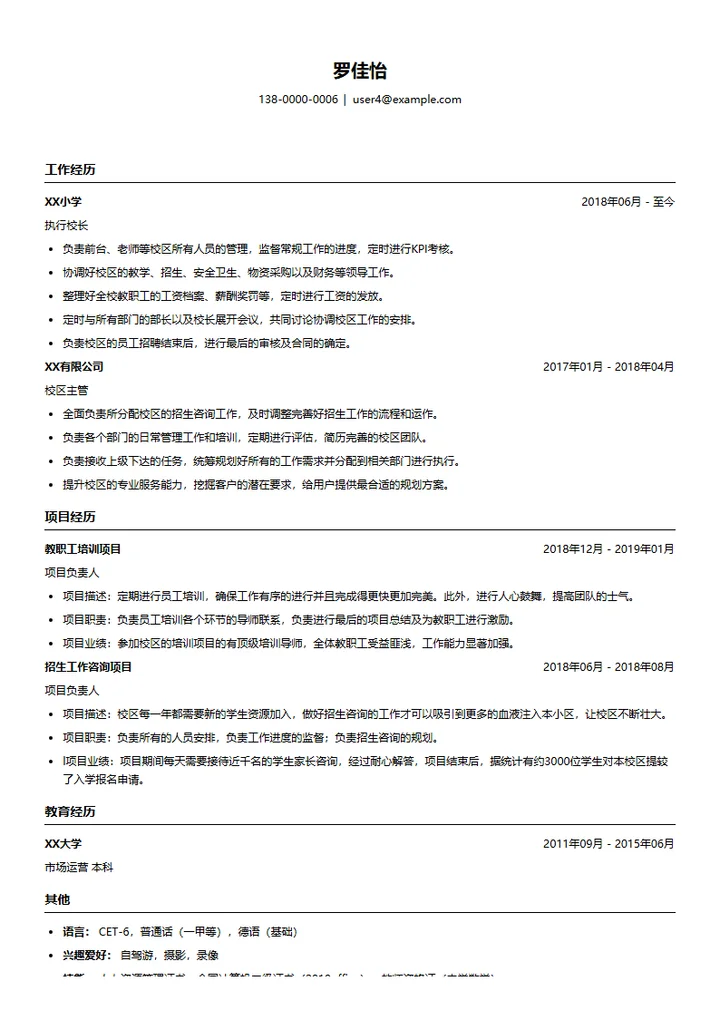 罗佳怡
138-0000-0006 | user4@example.com
工作经历
XX小学 2018年06月 - 至今
执行校长
• 负责前台、老师等校区所有人员的管理，监督常规工作的进度，定时进行KPI考核。
• 协调好校区的教学、招生、安全卫生、物资采购以及财务等领导工作。
• 整理好全校教职工的工资档案、薪酬奖罚等，定时进行工资的发放。
• 定时与所有部门的部长以及校长展开会议，共同讨论协调校区工作的安排。
• 负责校区的员工招聘结束后，进行最后的审核及合同的确定。
XX有限公司 2017年01月 - 2018年04月
校区主管
• 全面负责所分配校区的招生咨询工作，及时调整完善好招生工作的流程和运作。
• 负责各个部门的日常管理工作和培训，定期进行评估，简历完善的校区团队。
• 负责接收上级下达的任务，统筹规划好所有的工作需求并分配到相关部门进行执行。
• 提升校区的专业服务能力，挖掘客户的潜在要求，给用户提供最合适的规划方案。
项目经历
教职工培训项目 2018年12月 - 2019年01月
项目负责人
• 项目描述：定期进行员工培训，确保工作有序的进行并且完成得更快更加完美。此外，进行人心鼓舞，提高团队的士气。
• 项目职责：负责员工培训各个环节的导师联系，负责进行最后的项目总结及为教职工进行激励。
• 项目业绩：参加校区的培训项目的有顶级培训导师，全体教职工受益匪浅，工作能力显著加强。
招生工作咨询项目 2018年06月 - 2018年08月
项目负责人
• 项目描述：校区每一年都需要新的学生资源加入，做好招生咨询的工作才可以吸引到更多的血液注入本小区，让校区不断壮大。
• 项目职责：负责所有的人员安排，负责工作进度的监督；负责招生咨询的规划。
• l项目业绩：项目期间每天需要接待近千名的学生家长咨询，经过耐心解答，项目结束后，据统计有约3000位学生对本校区提较
了入学报名申请。
教育经历
XX大学 2011年09月 - 2015年06月
市场运营 本科
其他
• 语言： CET-6，普通话（一甲等），德语（基础）
• 兴趣爱好： 自驾游，摄影，录像